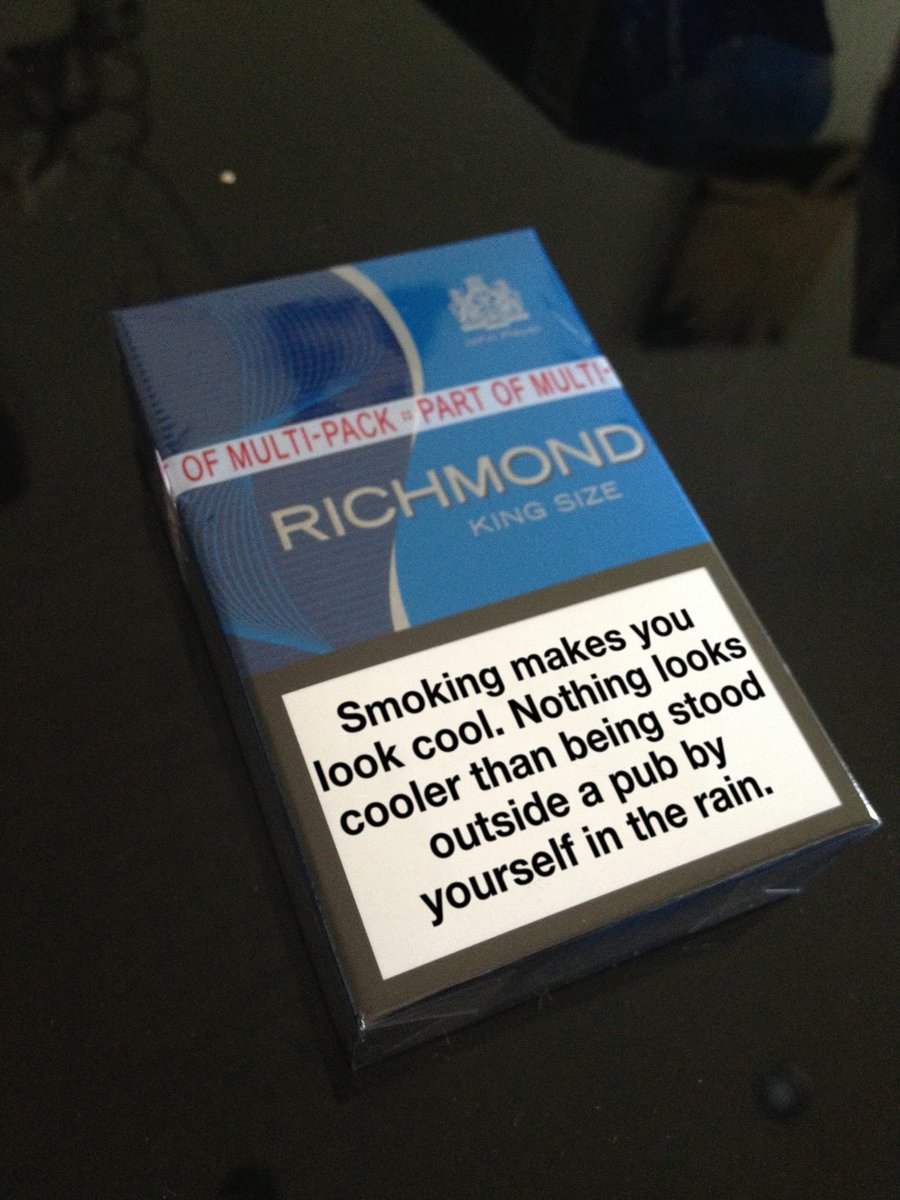 OF MULTI-PACK = PART OF MULTI-
RICHMOND
KING SIZE
Smoking makes you
look cool. Nothing looks
cooler than being stood
outside a pub by
yourself in the rain.